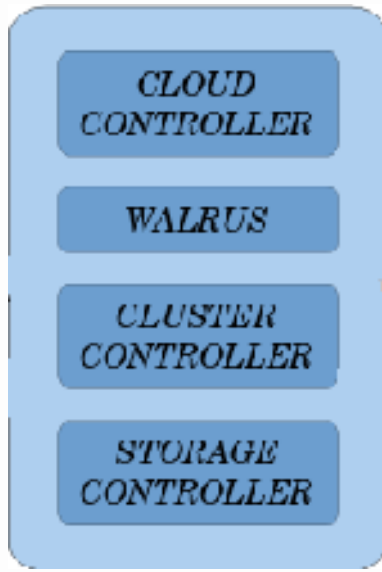 CLOUD
CONTROLLER
WALRUS
CLUSTER
CONTROLLER
STORAGE
CONTROLLER